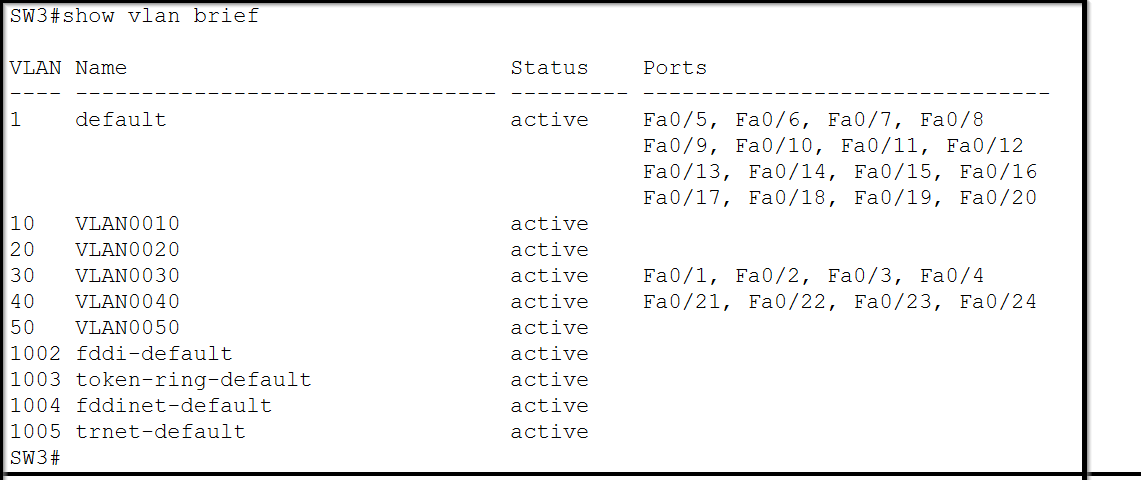 SW3#show vlan brief
VLAN Name                             Status    Ports
---- -------------------------------- --------- -------------------------------
1    default                          active    Fa0/5, Fa0/6, Fa0/7, Fa0/8
                                                Fa0/9, Fa0/10, Fa0/11, Fa0/12
                                                Fa0/13, Fa0/14, Fa0/15, Fa0/16
                                                Fa0/17, Fa0/18, Fa0/19, Fa0/20
10   VLAN0010                         active
20   VLAN0020                         active
30   VLAN0030                         active    Fa0/1, Fa0/2, Fa0/3, Fa0/4
40   VLAN0040                         active    Fa0/21, Fa0/22, Fa0/23, Fa0/24
50   VLAN0050                         active
1002 fddi-default                     active
1003 token-ring-default               active
1004 fddinet-default                  active
1005 trnet-default                    active
SW3#